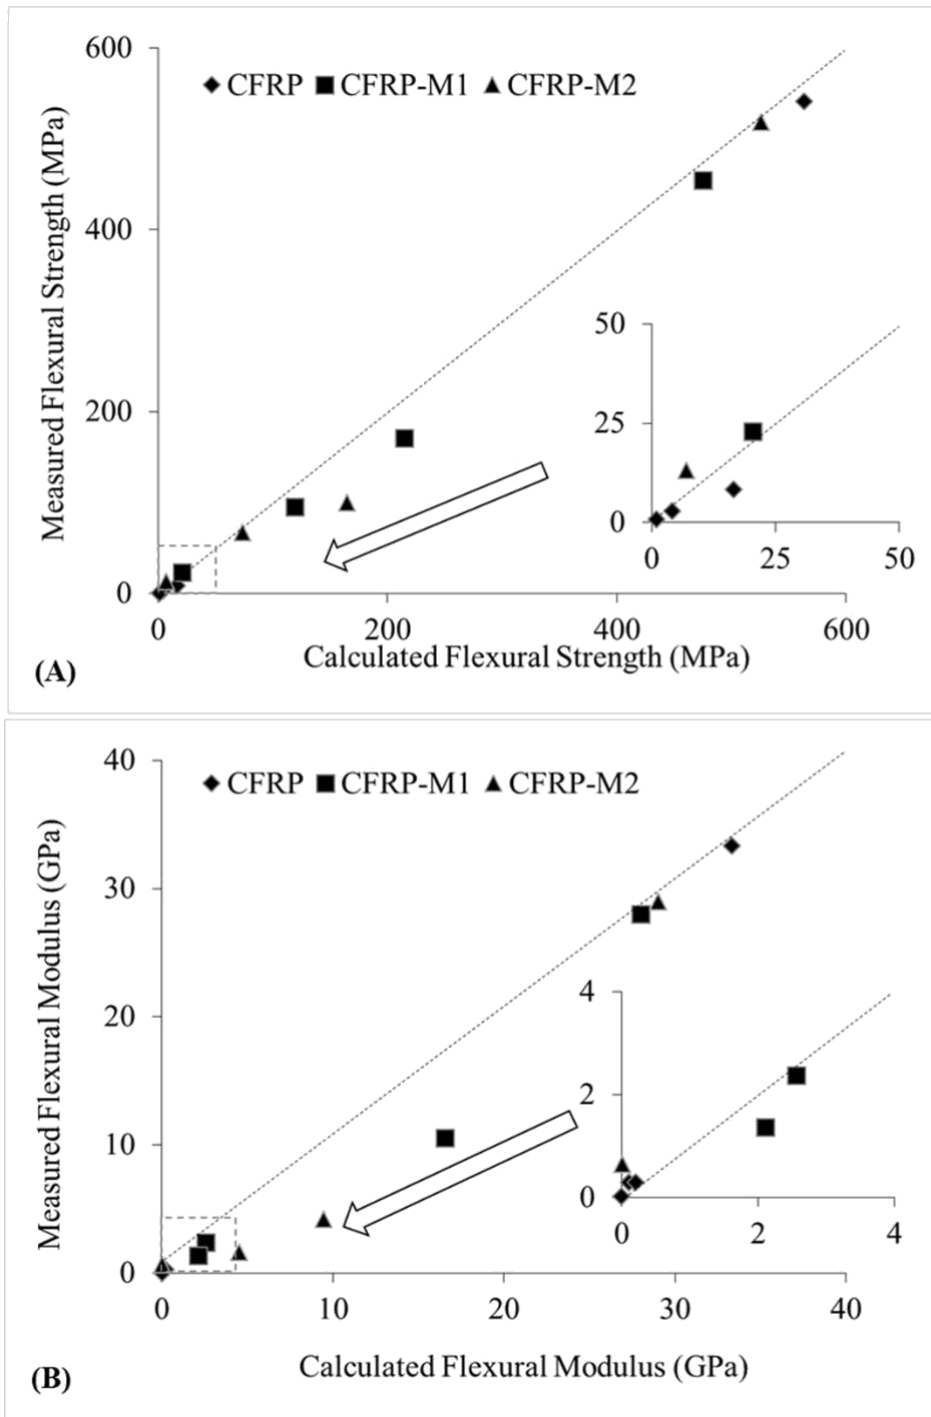 600
CFRP CFRP-M1 CFRP-M2
Measured Flexural Strength (MPa)
400
50
200
25
0
0 25 50
0
0 200 400 600
Calculated Flexural Strength (MPa)
(A)
40
CFRP CFRP-M1 CFRP-M2
Measured Flexural Modulus (GPa)
30
4
20
2
10
0
0 2 4
0
0 10 20 30 40
Calculated Flexural Modulus (GPa)
(B)